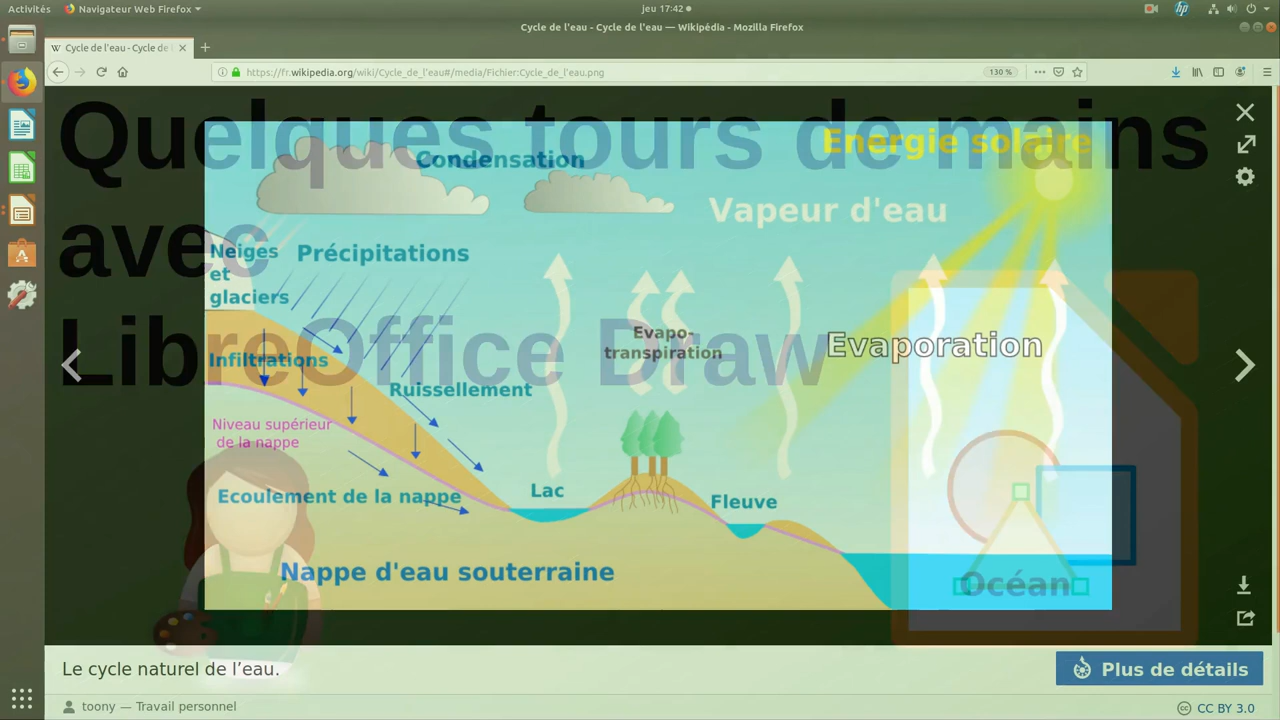 Activités
Navigateur Web Firefox
jeu 17:42
Cycle de l'eau - Cycle de l'eau — Wikipédia - Mozilla Firefox
W Cycle de l'eau - Cycle de l
https://fr.wikipedia.org/wiki/Cycle_de_l'eau#/media/Fichier:Cycle_de_l'eau.png
130 %
Quelques tours de mains
avec
LibreOffice Draw
Energie solaire
Condensation
Vapeur d'eau
Neiges
et
glaciers
Précipitations
Evapo-
transpiration
Evaporation
Infiltrations
Ruissellement
Niveau supérieur
de la nappe
Ecoulement de la nappe
Lac
Fleuve
Nappe d'eau souterraine
Océan
Le cycle naturel de l’eau.
Plus de détails
toony — Travail personnel
CC BY 3.0